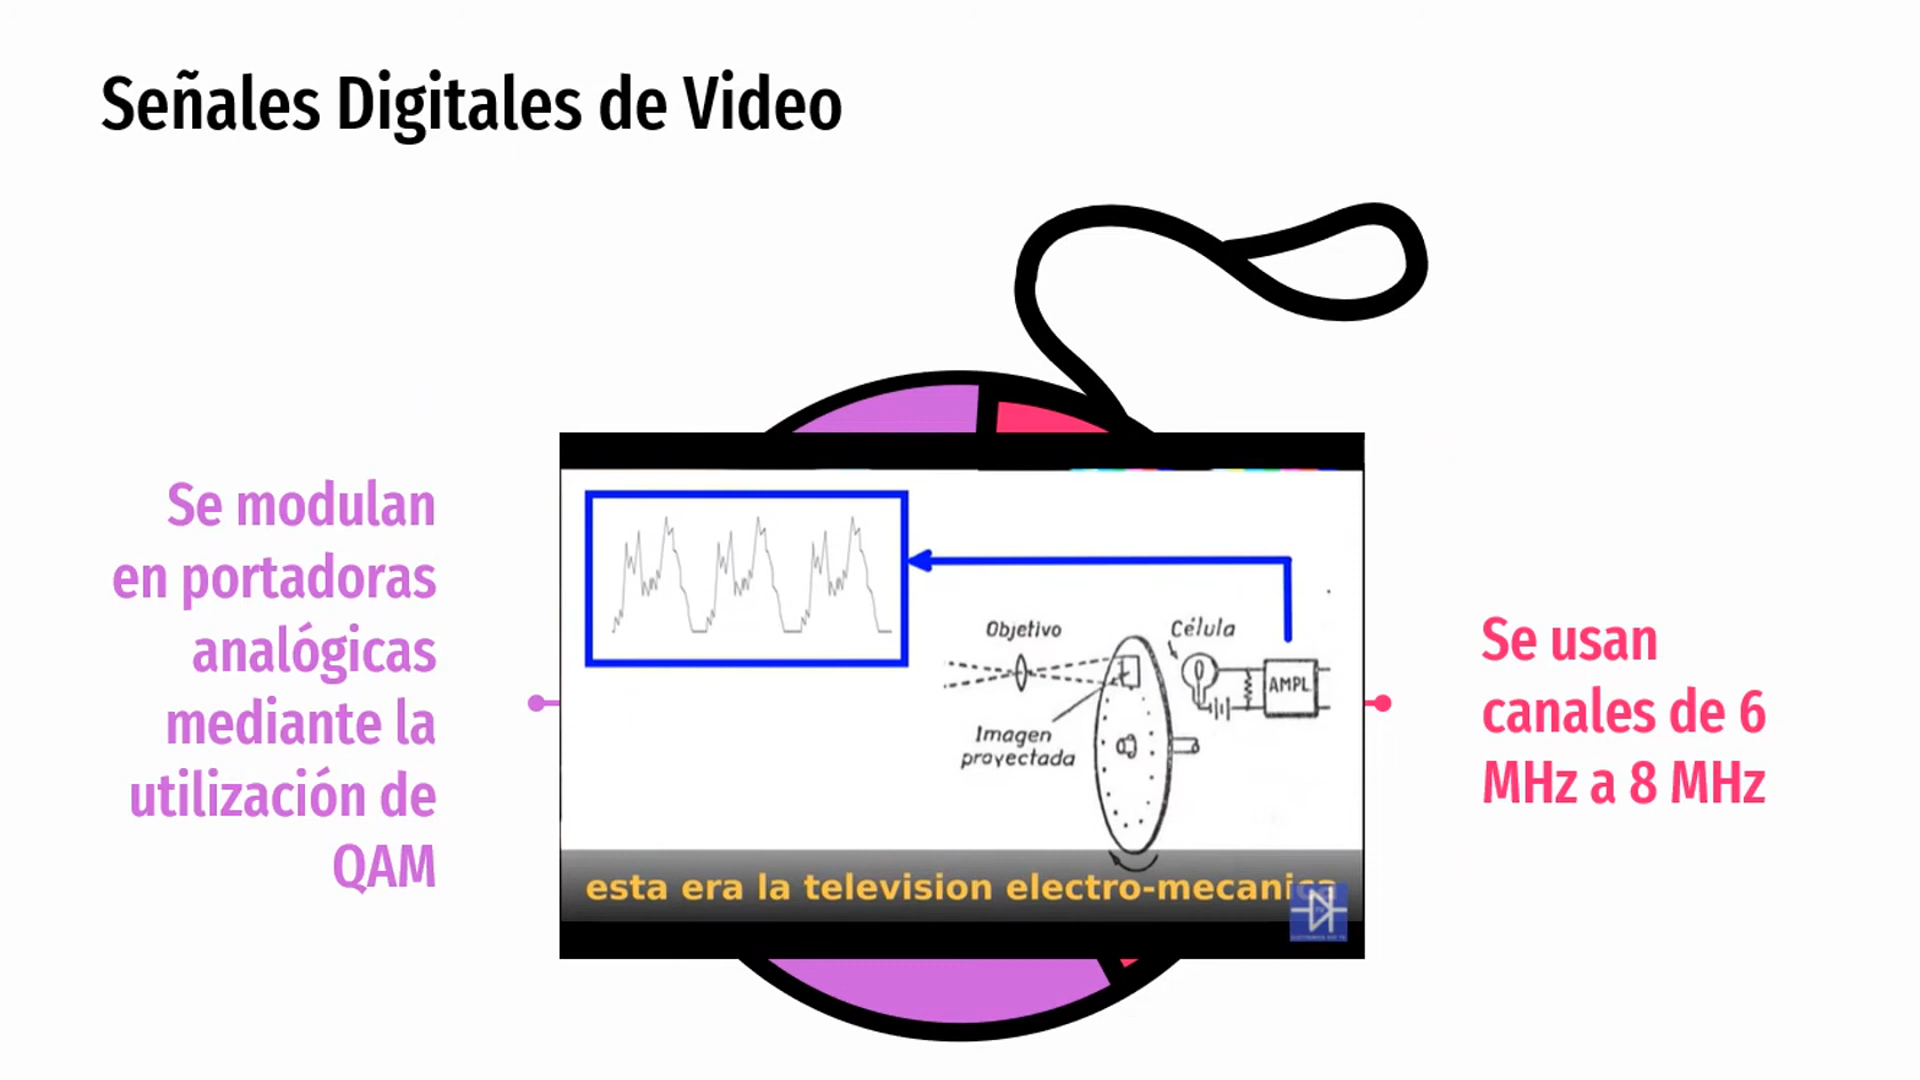 Señales Digitales de Video
Se modulan
en portadoras
analógicas
mediante la
utilización de
QAM
Objetivo
Célula
AMPL
Imagen
proyectada
esta era la television electro-mecanica
Se usan
canales de 6
MHz a 8 MHz